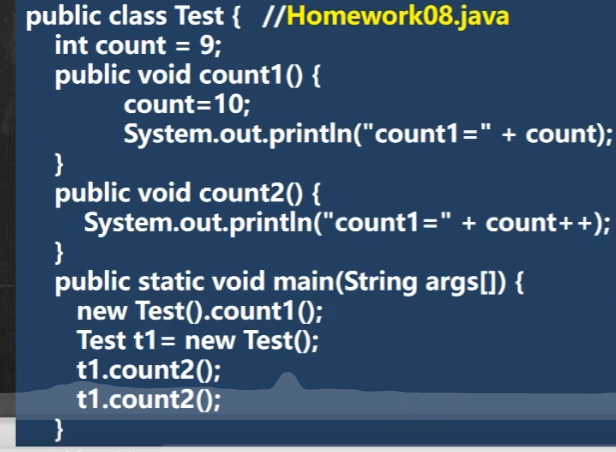 public class Test { //Homework08.java
int count = 9;
public void count1() {
count=10;
System.out.println("count1=" + count);
}
public void count2() {
System.out.println("count1=" + count++);
}
public static void main(String args[]) {
new Test().count1();
Test t1= new Test();
t1.count2();
t1.count2();
}